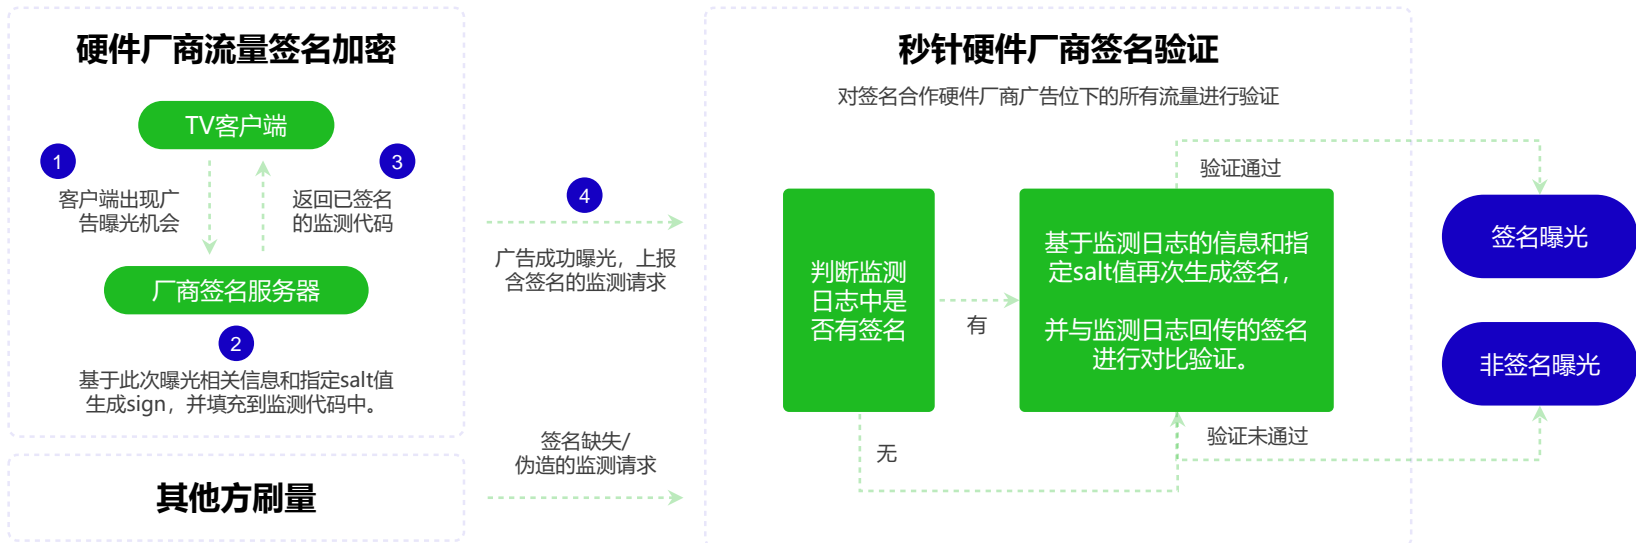 硬件厂商流量签名加密
TV客户端
1
客户端出现广
告曝光机会
3
返回已签名
的监测代码
厂商签名服务器
2
基于此次曝光相关信息和指定salt值
生成sign，并填充到监测代码中。
其他方刷量
4
广告成功曝光，上报
含签名的监测请求
签名缺失/
伪造的监测请求
秒针硬件厂商签名验证
对签名合作硬件厂商广告位下的所有流量进行验证
判断监测
日志中是
否有签名
有
无
基于监测日志的信息和指
定salt值再次生成签名，
并与监测日志回传的签名
进行对比验证。
验证通过
验证未通过
签名曝光
非签名曝光